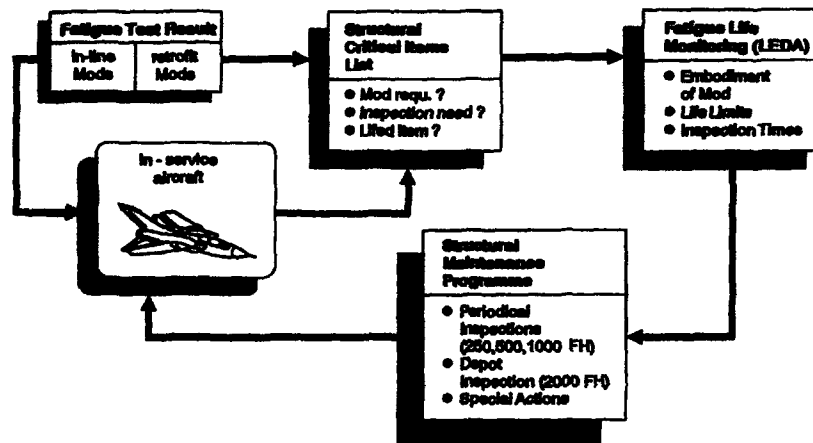 Fatigue Test Result
in-line
Mods
retrofit
Mods
Structural
Critical Items
List
● Mod requ. ?
● Inspection need ?
● Lifed item ?
Fatigue Life
Monitoring (LEDA)
● Embodiment
of Mod
● Life Limits
● Inspection Times
in - service
aircraft
Structural
Maintenance
Programme
● Periodical
Inspections
(250,500,1000 FH)
● Depot
Inspection (2000 FH)
● Special Actions